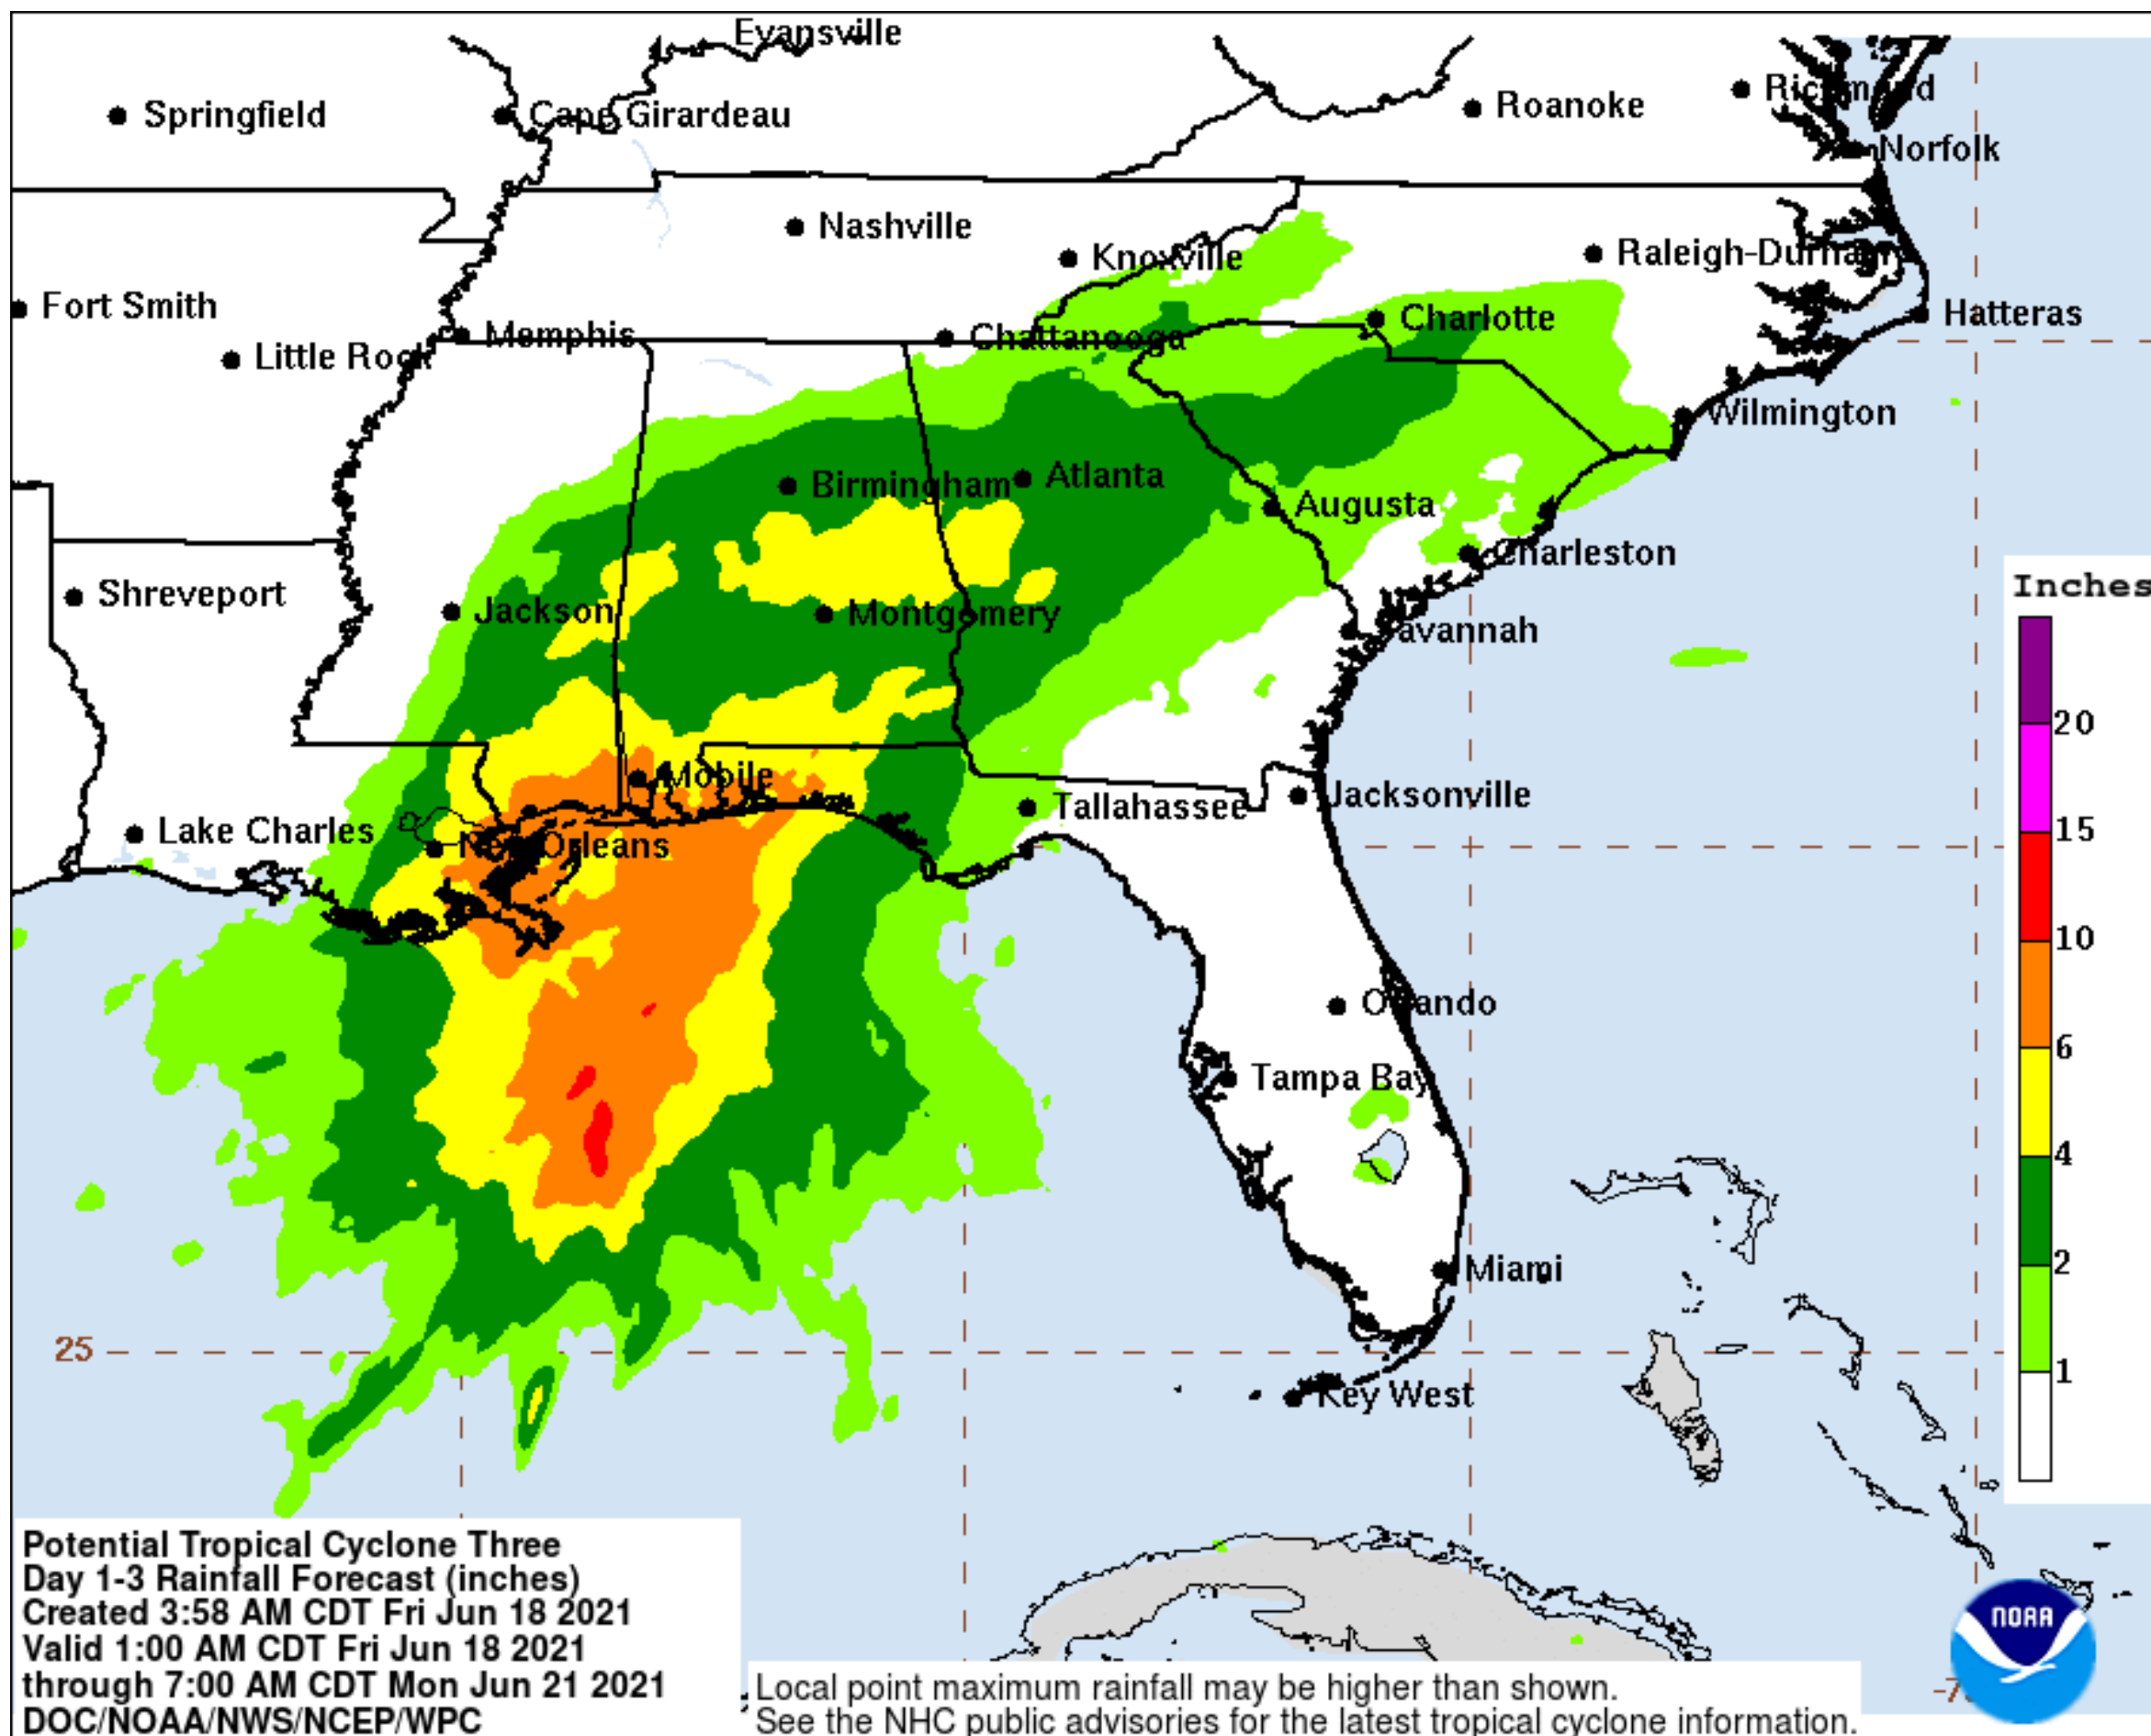 Evansville
Springfield
Cape Girardeau
Roanoke
Richmond
Norfolk
Nashville
Knoxville
Raleigh-Durham
Fort Smith
Hatteras
Charlotte
Memphis
Chattanooga
Little Rock
Wilmington
Birmingham
Atlanta
Augusta
Charleston
Inches
Shreveport
Jackson
Montgomery
Savannah
20
Mobile
Jacksonville
Tallahassee
15
Lake Charles
New Orleans
10
Orlando
6
Tampa Bay
4
2
Miami
25
1
Key West
Potential Tropical Cyclone Three
Day 1-3 Rainfall Forecast (inches)
Created 3:58 AM CDT Fri Jun 18 2021
Valid 1:00 AM CDT Fri Jun 18 2021
through 7:00 AM CDT Mon Jun 21 2021
DOC/NOAA/NWS/NCEP/WPC
NOAA
Local point maximum rainfall may be higher than shown.
See the NHC public advisories for the latest tropical cyclone information.